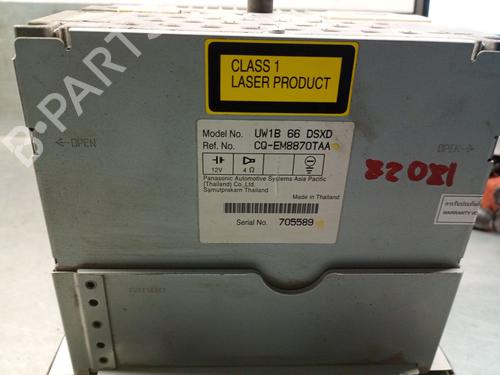 CLASS 1
LASER PRODUCT
Model No. UW1B 66 DSXD
Ref. No. CQ-EM8870TAA
12V 4 Ω
Panasonic Automotive Systems Asia Pacific
(Thailand) Co.,Ltd.
Samutprakarn Thailand
Made in Thailand
Serial No. 705589
OPEN
OPEN
82081
WARRANTY
B-PARTS